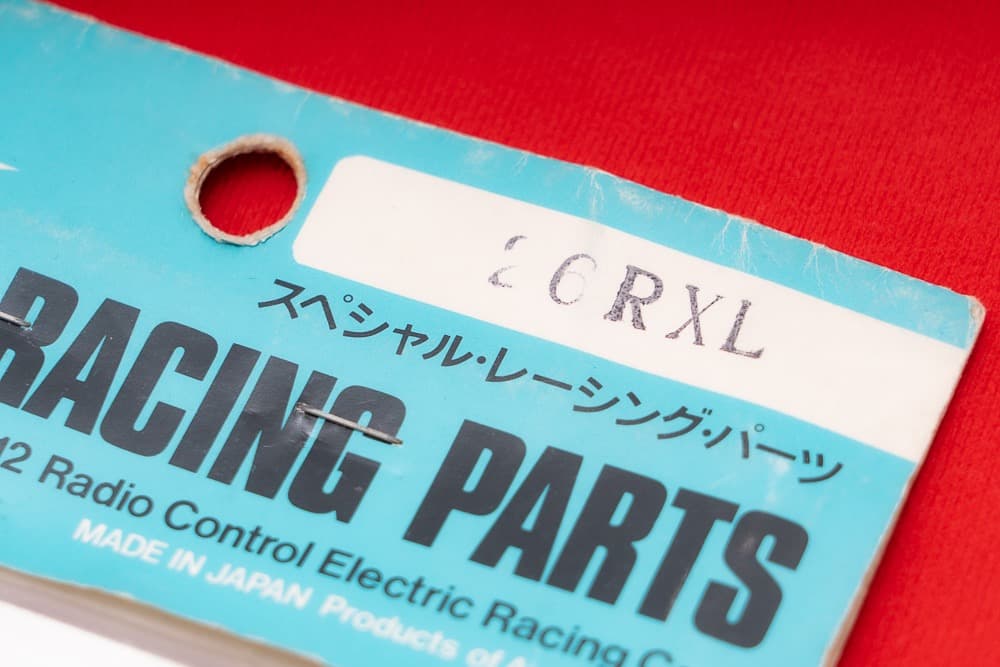 26RXL
スペシャル・レーシング・パーツ
RACING PARTS
12 Radio Control Electric Racing
MADE IN JAPAN Products of